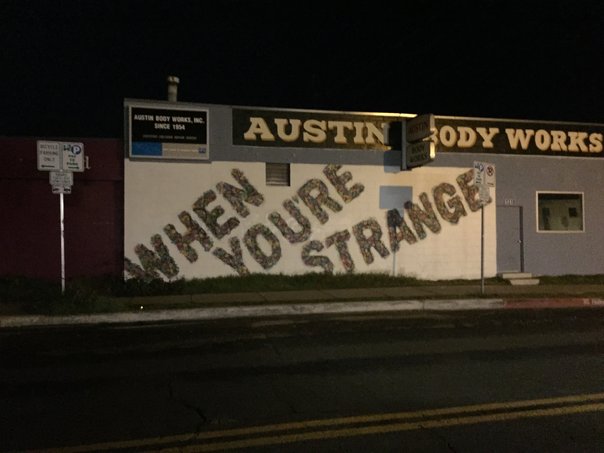 AUSTIN BODY WORKS, INC.
SINCE 1954
AUSTIN BODY WORKS
WHEN
YOU'RE
STRANGE